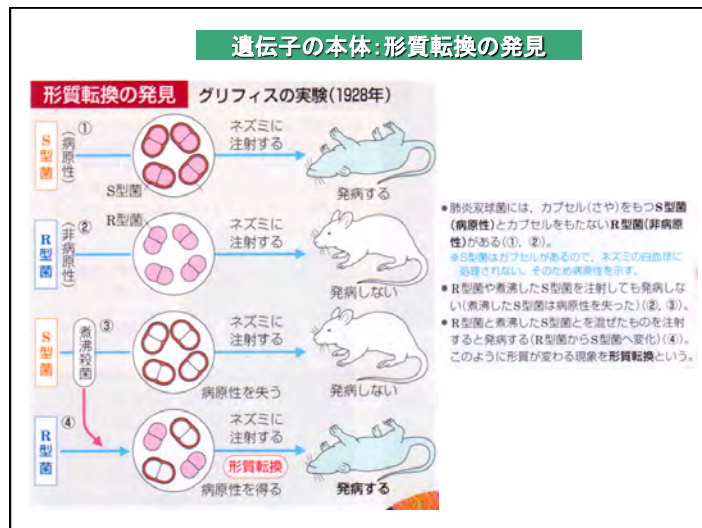 遺伝子の本体：形質転換の発見
形質転換の発見 グリフィスの実験（1928年）
S型菌
（病原性）
①
S型菌
ネズミに
注射する
発病する
R型菌
（非病原性）
②
R型菌
ネズミに
注射する
発病しない
S型菌
煮沸殺菌
③
病原性を失う
ネズミに
注射する
発病しない
R型菌
④
病原性を得る
ネズミに
注射する
形質転換
発病する
●肺炎双球菌には、カプセル（さや）をもつS型菌
（病原性）とカプセルをもたないR型菌（非病原
性）がある（①，②）。
※S型菌はカプセルがあるので、ネズミの白血球に
処理されない。そのため病原性を示す。
●R型菌や煮沸したS型菌を注射しても発病しな
い（煮沸したS型菌は病原性を失った）（②，③）。
●R型菌と煮沸したS型菌とを混ぜたものを注射
すると発病する（R型菌からS型菌へ変化）（④）。
このように形質が変わる現象を形質転換という。